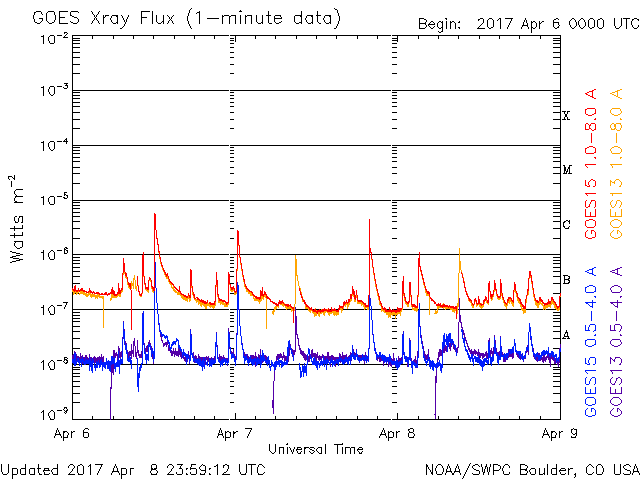 GOES Xray Flux (1-minute data)
Begin: 2017 Apr 6 0000 UTC
10-2
10-3
10-4
10-5
10-6
10-7
10-8
10-9
Watts m-2
X
M
C
B
A
GOES15 1.0-8.0 A
GOES13 1.0-8.0 A
GOES15 0.5-4.0 A
GOES13 0.5-4.0 A
Apr 6
Apr 7
Apr 8
Apr 9
Universal Time
Updated 2017 Apr 8 23:59:12 UTC
NOAA/SWPC Boulder, CO USA